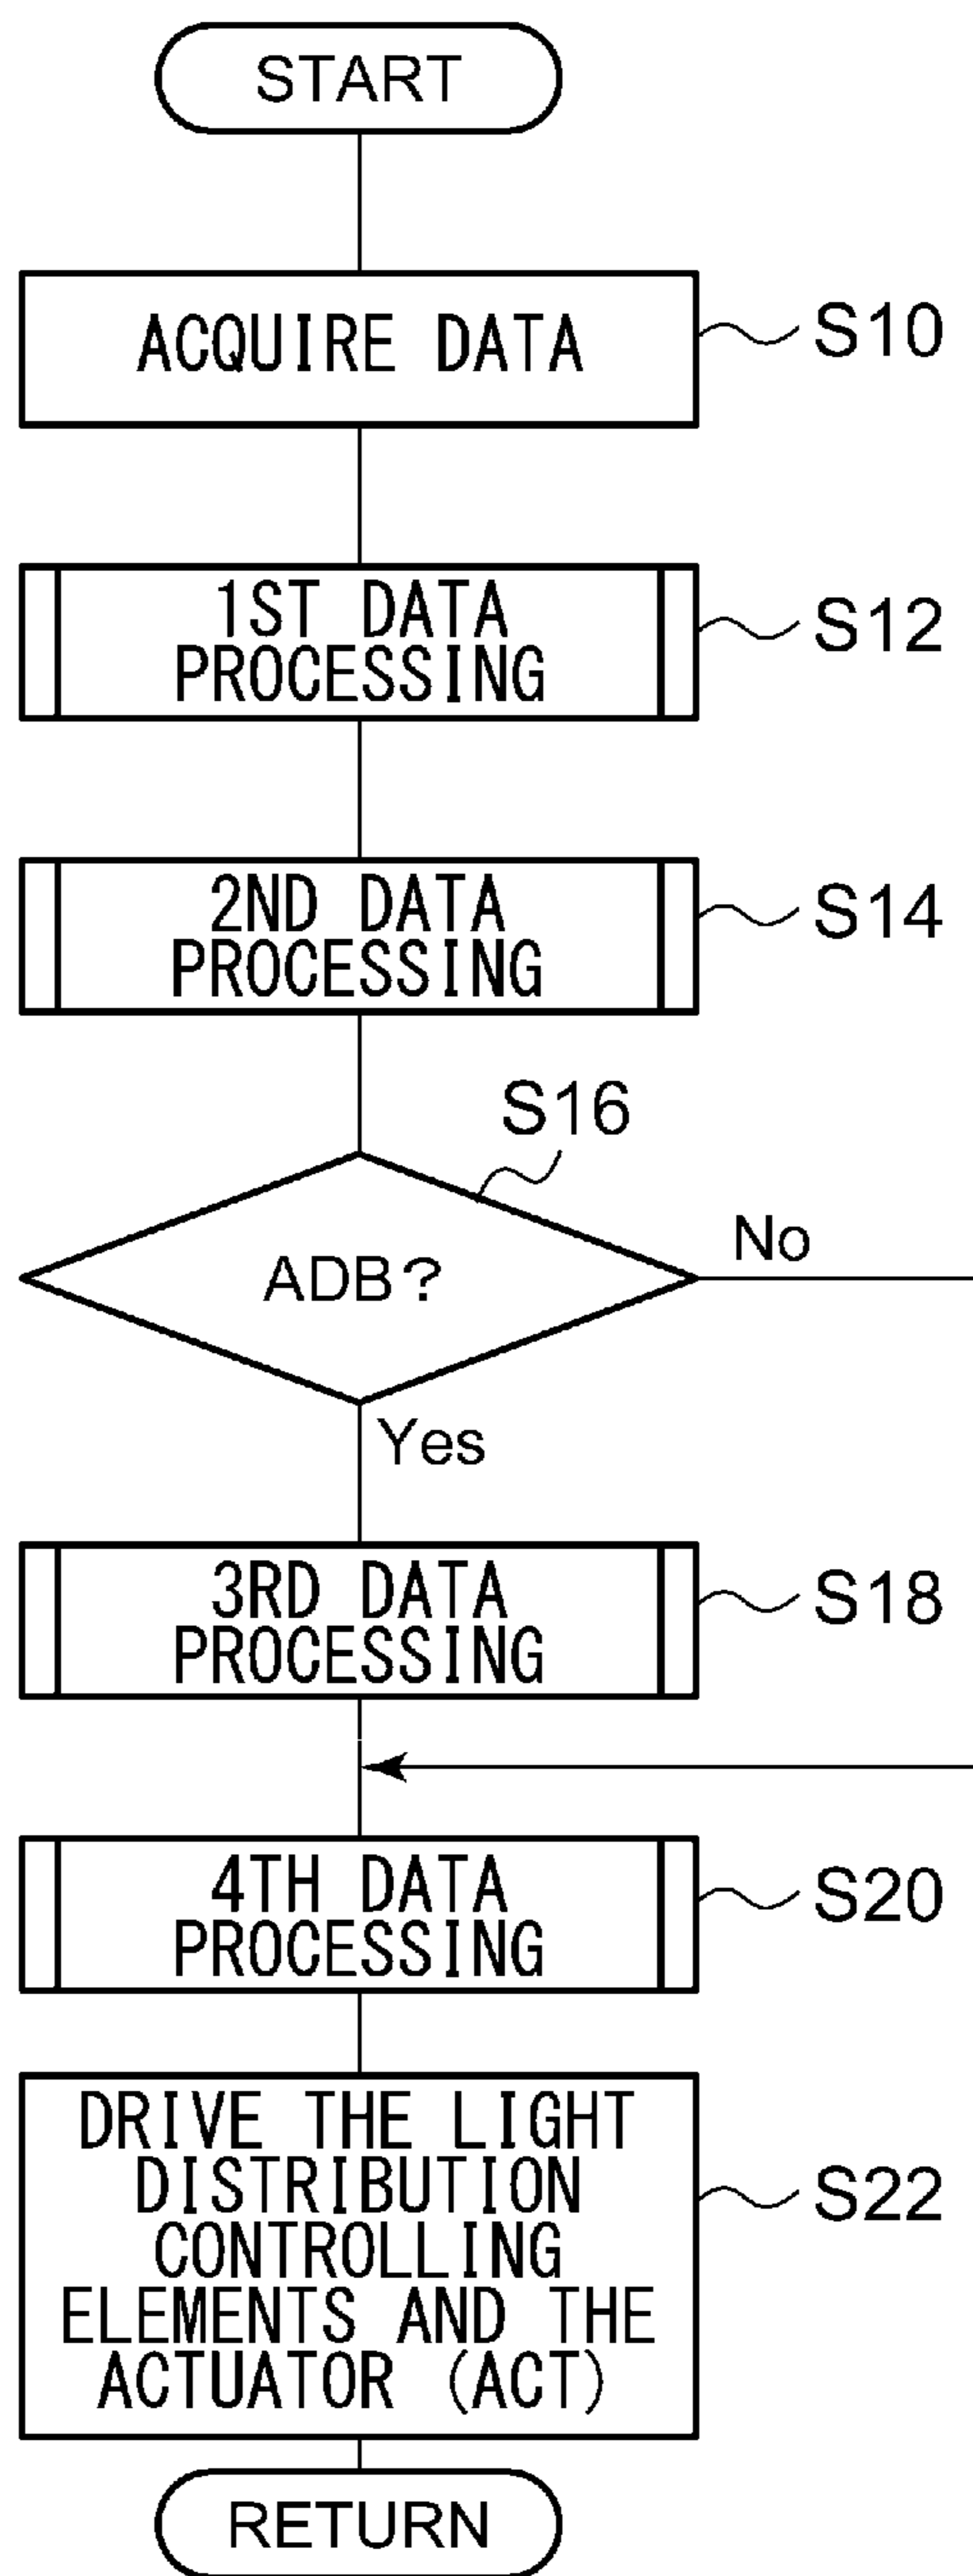 START
ACQUIRE DATA
S10
1ST DATA
PROCESSING
S12
2ND DATA
PROCESSING
S14
S16
ADB?
No
Yes
3RD DATA
PROCESSING
S18
4TH DATA
PROCESSING
S20
DRIVE THE LIGHT
DISTRIBUTION
CONTROLLING
ELEMENTS AND THE
ACTUATOR (ACT)
S22
RETURN